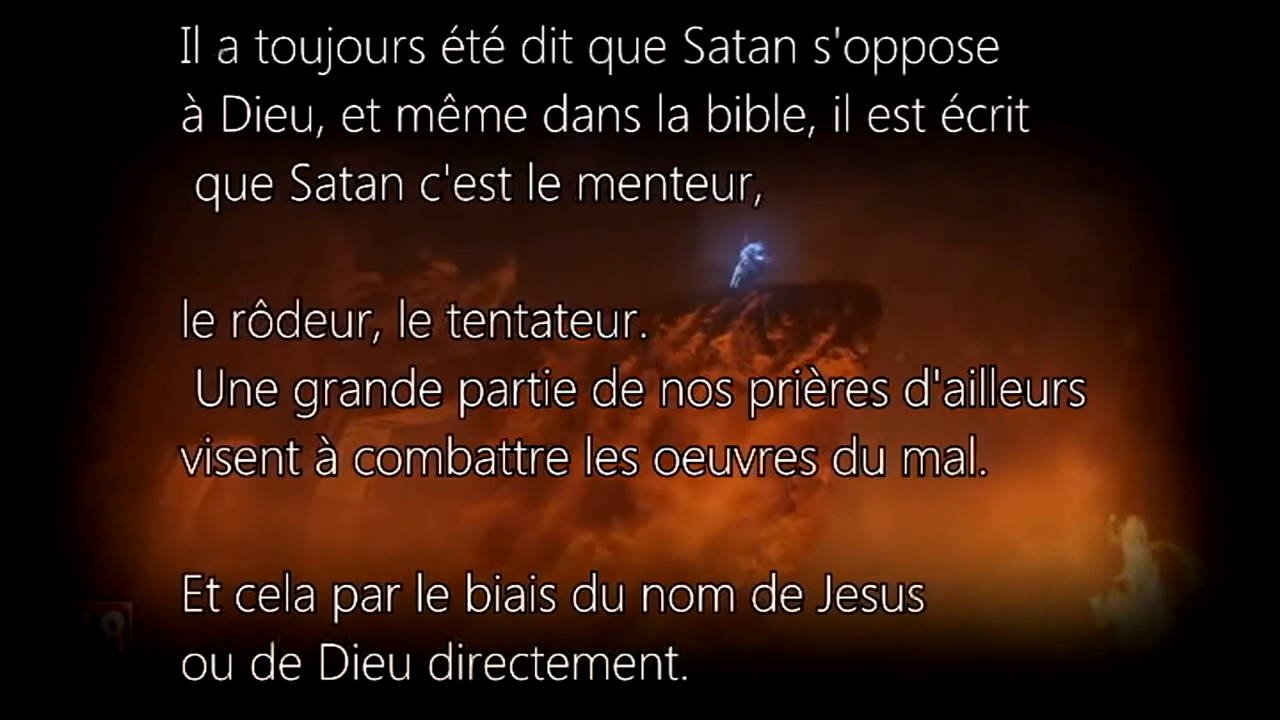 Il a toujours été dit que Satan s'oppose
à Dieu, et même dans la bible, il est écrit
que Satan c'est le menteur,
le rôdeur, le tentateur.
Une grande partie de nos prières d'ailleurs
visent à combattre les oeuvres du mal.
Et cela par le biais du nom de Jesus
ou de Dieu directement.